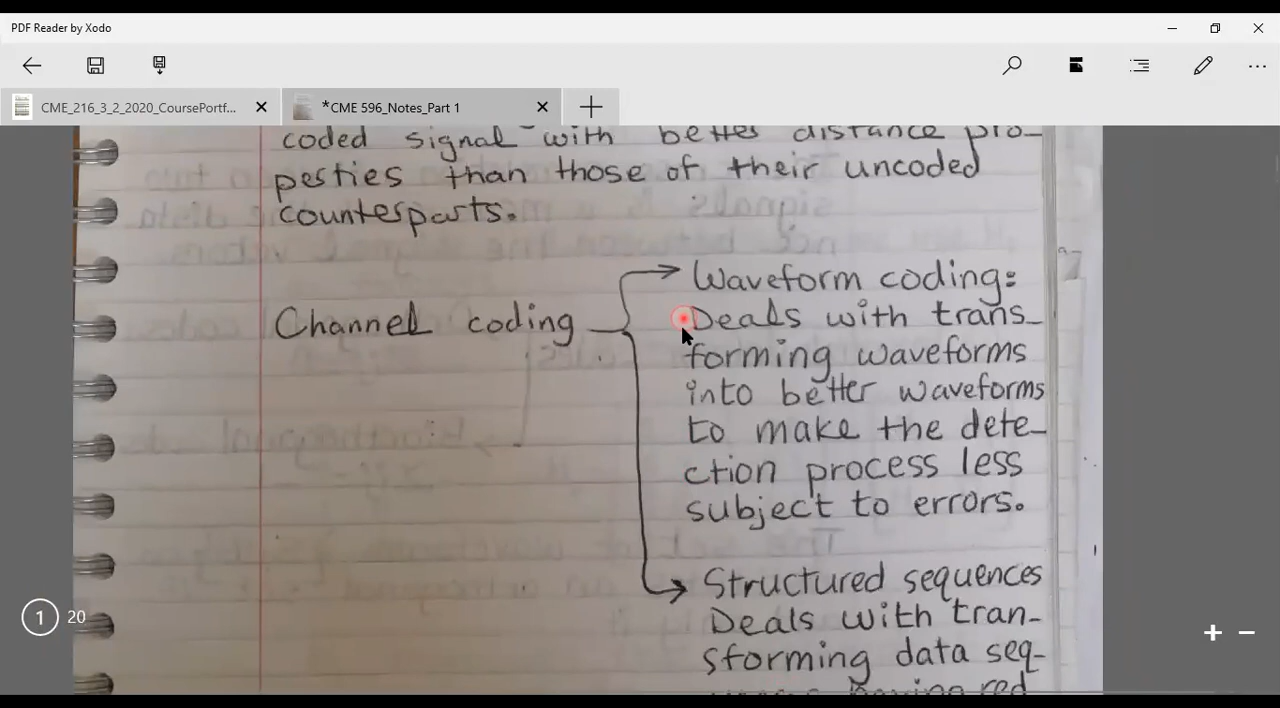 PDF Reader by Xodo
CME_216_3_2_2020_CoursePortf...
*CME 596_Notes_Part 1
coded signal with better distance pro-
perties than those of their uncoded
counterparts.
Channel coding
Waveform coding:
Deals with trans-
forming waveforms
into better waveforms
to make the dete-
ction process less
subject to errors.
Structured sequences
Deals with tran-
sforming data seq-
having red
1 20